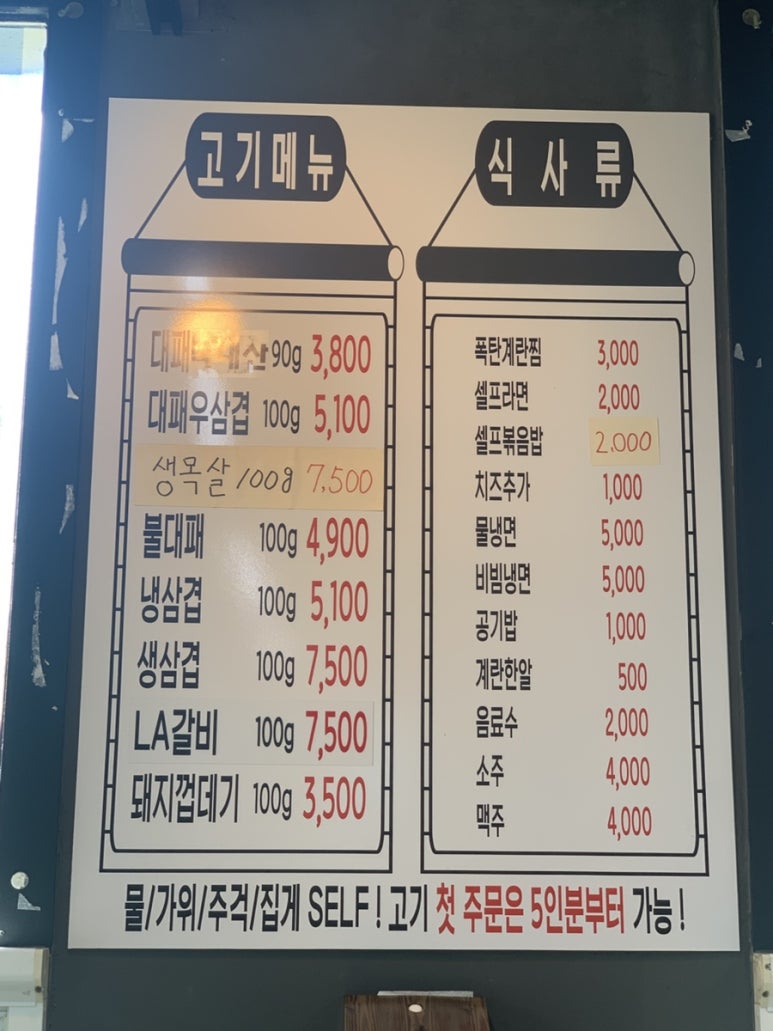 고기메뉴
대패 90g 3,800
대패우삼겹 100g 5,100
생목살 100g 7,500
불대패 100g 4,900
냉삼겹 100g 5,100
생삼겹 100g 7,500
LA갈비 100g 7,500
돼지껍데기 100g 3,500
식사류
폭탄계란찜 3,000
셀프라면 2,000
셀프볶음밥 2,000
치즈추가 1,000
물냉면 5,000
비빔냉면 5,000
공기밥 1,000
계란한알 500
음료수 2,000
소주 4,000
맥주 4,000
물/가위/주걱/집게 SELF! 고기 첫 주문은 5인분부터 가능!